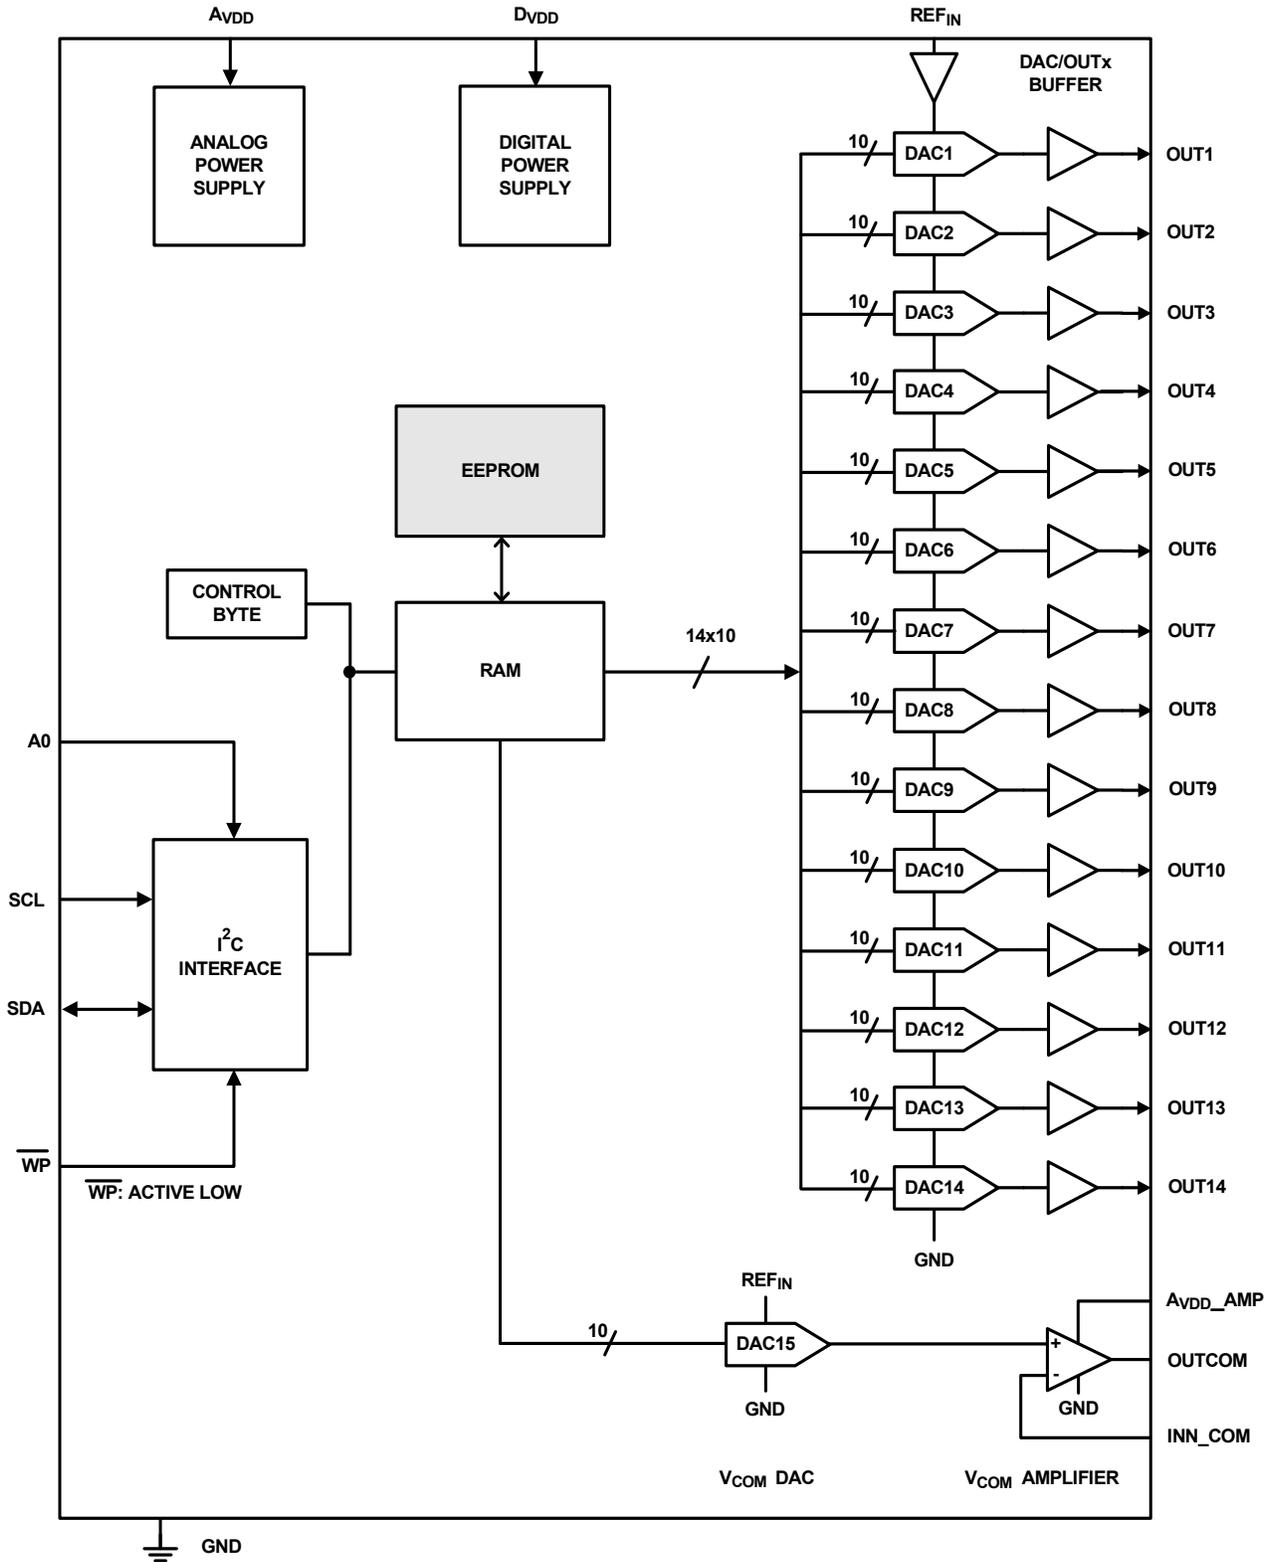 AVDD
DVDD
REFIN
DAC/OUTx
BUFFER
ANALOG
POWER
SUPPLY
DIGITAL
POWER
SUPPLY
10
DAC1
OUT1
10
DAC2
OUT2
10
DAC3
OUT3
10
DAC4
OUT4
EEPROM
10
DAC5
OUT5
10
DAC6
OUT6
CONTROL
BYTE
10
DAC7
OUT7
RAM
14x10
10
DAC8
OUT8
A0
10
DAC9
OUT9
10
DAC10
OUT10
SCL
I2C
INTERFACE
10
DAC11
OUT11
SDA
10
DAC12
OUT12
10
DAC13
OUT13
WP
WP: ACTIVE LOW
10
DAC14
OUT14
GND
REFIN
AVDD_AMP
10
DAC15
+
-
OUTCOM
GND
GND
INN_COM
VCOM DAC
VCOM AMPLIFIER
GND